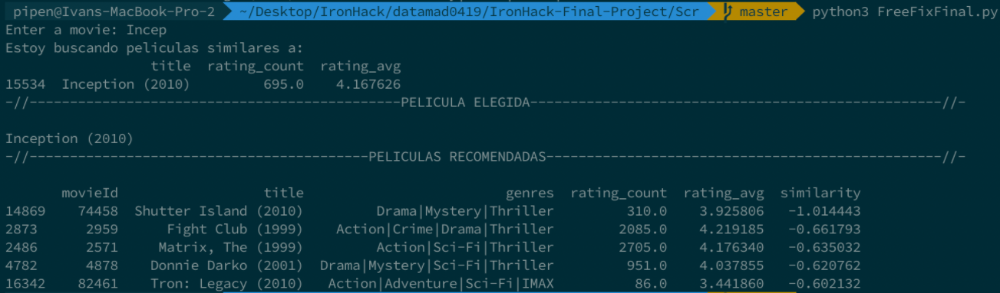 pipen@Ivans-MacBook-Pro-2 ~/Desktop/IronHack/datamad0419/IronHack-Final-Project/Scr master python3 FreeFixFinal.py
Enter a movie: Incep
Estoy buscando peliculas similares a:
title rating_count rating_avg
15534 Inception (2010) 695.0 4.167626
-//----------------------------------------------PELICULA ELEGIDA---------------------------------------------------//-
Inception (2010)
-//------------------------------------------PELICULAS RECOMENDADAS-------------------------------------------------//-
movieId title genres rating_count rating_avg similarity
14869 74458 Shutter Island (2010) Drama|Mystery|Thriller 310.0 3.925806 -1.014443
2873 2959 Fight Club (1999) Action|Crime|Drama|Thriller 2085.0 4.219185 -0.661793
2486 2571 Matrix, The (1999) Action|Sci-Fi|Thriller 2705.0 4.176340 -0.635032
4782 4878 Donnie Darko (2001) Drama|Mystery|Sci-Fi|Thriller 951.0 4.037855 -0.620762
16342 82461 Tron: Legacy (2010) Action|Adventure|Sci-Fi|IMAX 86.0 3.441860 -0.602132